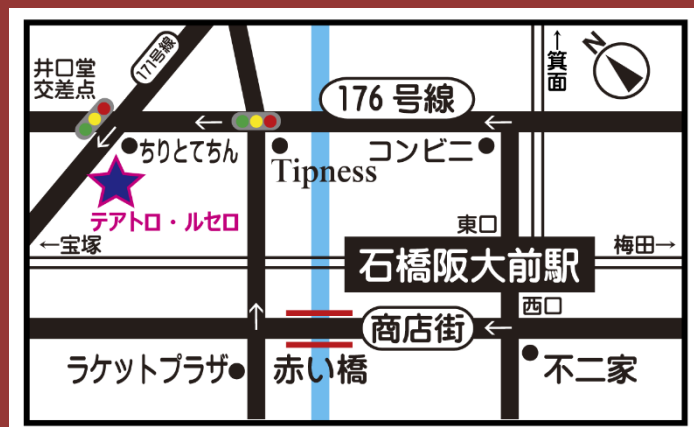 井口堂
交差点
171号線
↑箕面
N
176号線
ちりとてちん
Tipness
コンビニ
テアトロ・ルセロ
東口
←宝塚
梅田→
石橋阪大前駅
西口
商店街
ラケットプラザ
赤い橋
不二家